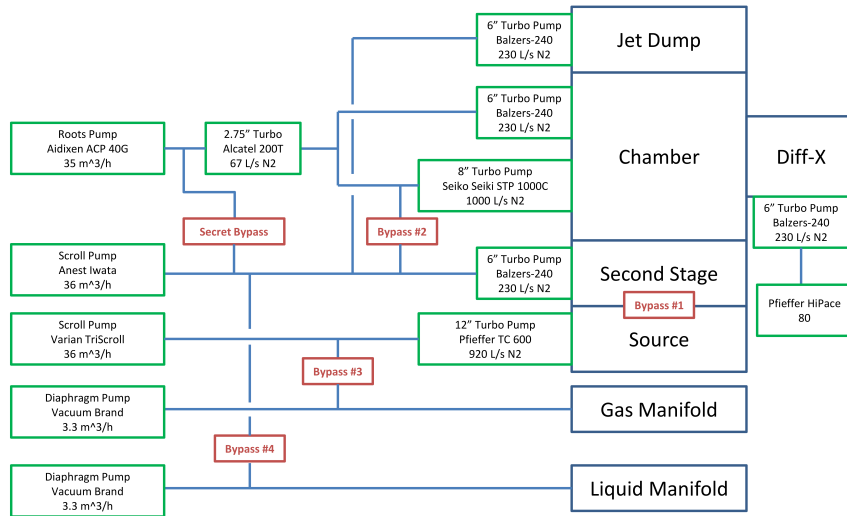 6” Turbo Pump
Balzers-240
230 L/s N2
Jet Dump
6” Turbo Pump
Balzers-240
230 L/s N2
Roots Pump
Aidixen ACP 40G
35 m^3/h
2.75” Turbo
Alcatel 200T
67 L/s N2
Chamber
Diff-X
8” Turbo Pump
Seiko Seiki STP 1000C
1000 L/s N2
6” Turbo Pump
Balzers-240
230 L/s N2
Secret Bypass
Bypass #2
Scroll Pump
Anest Iwata
36 m^3/h
6” Turbo Pump
Balzers-240
230 L/s N2
Second Stage
Bypass #1
Pfieffer HiPace
80
Scroll Pump
Varian TriScroll
36 m^3/h
12” Turbo Pump
Pfieffer TC 600
920 L/s N2
Source
Bypass #3
Diaphragm Pump
Vacuum Brand
3.3 m^3/h
Gas Manifold
Bypass #4
Diaphragm Pump
Vacuum Brand
3.3 m^3/h
Liquid Manifold